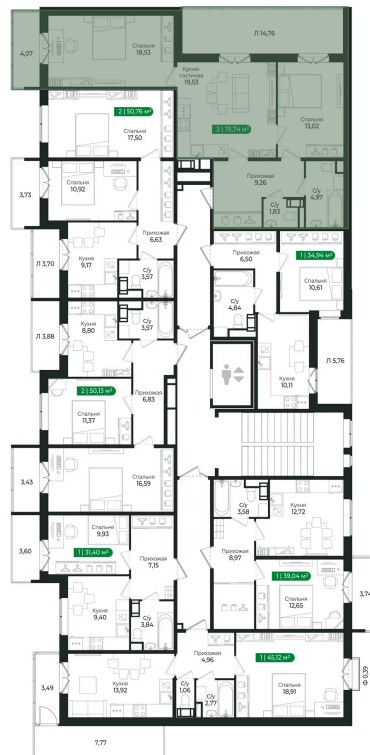 Л 14,76
4,07
Спальня
18,53
Кухня-
гостиная
19,53
Спальня
13,02
2 | 50,76 м²
Спальня
17,50
2 | 75,74 м²
Спальня
10,92
3,73
Прихожая
9,26
С/у
1,83
С/у
4,97
Прихожая
6,63
Л 3,70
Кухня
9,17
С/у
3,57
Прихожая
6,50
1 | 34,94 м²
Спальня
10,61
С/у
4,84
Л 3,88
Кухня
8,80
С/у
3,57
Кухня
10,11
Л 5,76
2 | 50,13 м²
Спальня
11,37
Прихожая
6,83
3,43
Спальня
16,59
С/у
3,58
Кухня
12,72
3,60
Спальня
9,93
1 | 31,40 м²
Прихожая
7,15
Прихожая
8,97
1 | 39,04 м²
Спальня
12,65
3,74
Кухня
9,40
С/у
3,84
Прихожая
4,96
1 | 45,12 м²
Спальня
18,91
Ф 0,39
3,49
Кухня
13,92
С/у
1,06
С/у
2,77
7,77